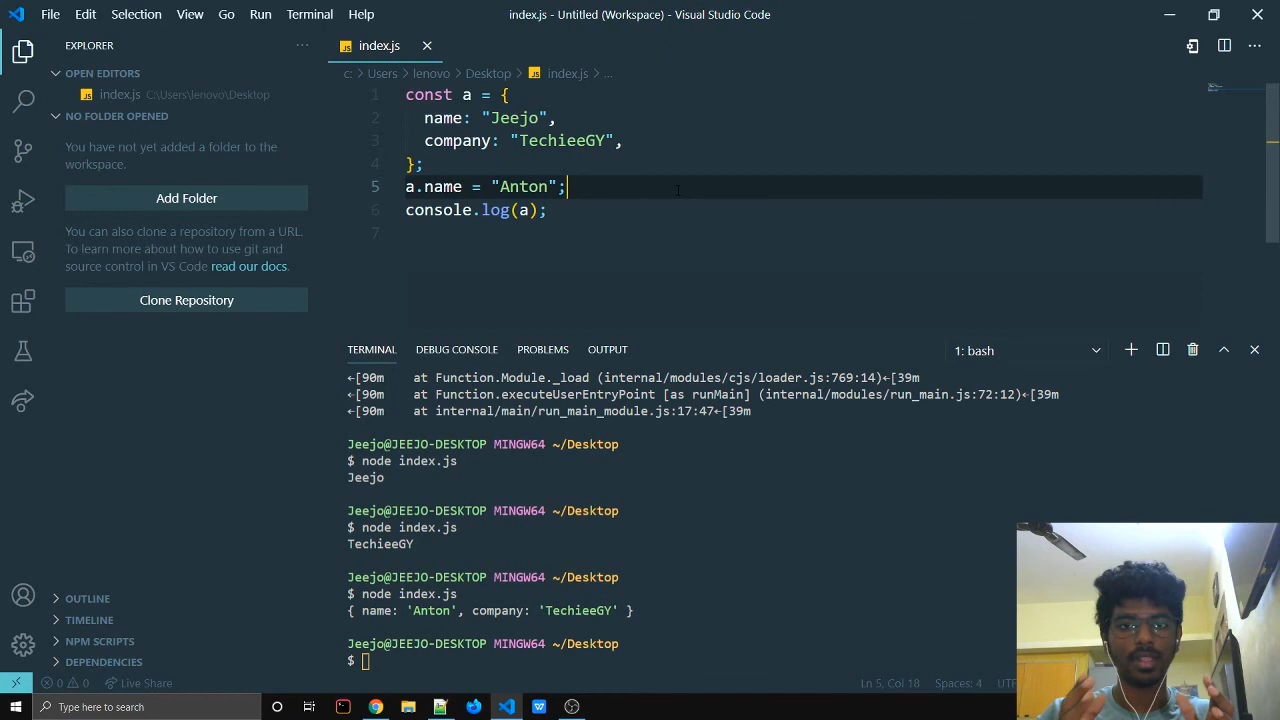 File Edit Selection View Go Run Terminal Help
index.js - Untitled (Workspace) - Visual Studio Code
EXPLORER
OPEN EDITORS
JS index.js C:\Users\lenovo\Desktop
NO FOLDER OPENED
You have not yet added a folder to the
workspace.
Add Folder
You can also clone a repository from a URL.
To learn more about how to use git and
source control in VS Code read our docs.
Clone Repository
OUTLINE
TIMELINE
NPM SCRIPTS
DEPENDENCIES
JS index.js
c: > Users > lenovo > Desktop > JS index.js > ...
1 const a = {
2 name: "Jeejo",
3 company: "TechieeGY",
4 };
5 a.name = "Anton";
6 console.log(a);
7
TERMINAL DEBUG CONSOLE PROBLEMS OUTPUT
1: bash
←[90m    at Function.Module._load (internal/modules/cjs/loader.js:769:14)←[39m
←[90m    at Function.executeUserEntryPoint [as runMain] (internal/modules/run_main.js:72:12)←[39m
←[90m    at internal/main/run_main_module.js:17:47←[39m
Jeejo@JEEJO-DESKTOP MINGW64 ~/Desktop
$ node index.js
Jeejo
Jeejo@JEEJO-DESKTOP MINGW64 ~/Desktop
$ node index.js
TechieeGY
Jeejo@JEEJO-DESKTOP MINGW64 ~/Desktop
$ node index.js
{ name: 'Anton', company: 'TechieeGY' }
Jeejo@JEEJO-DESKTOP MINGW64 ~/Desktop
$
0 0 Live Share
Ln 5, Col 18 Spaces: 4 UTF
Type here to search